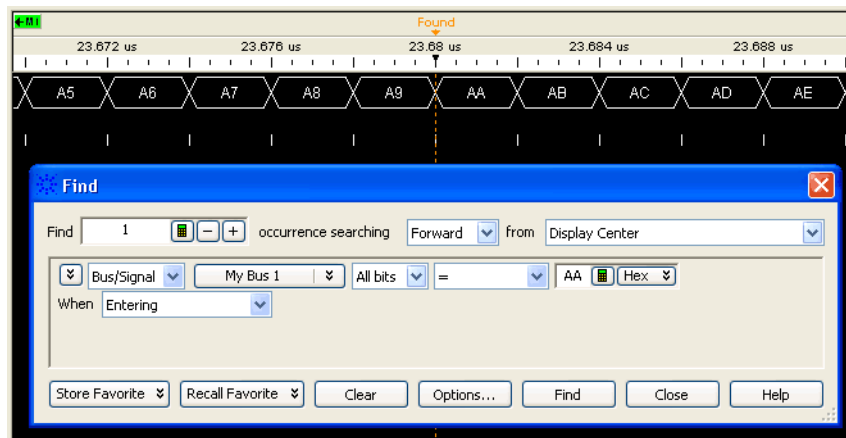 M1
Found
23.672 us 23.676 us 23.68 us 23.684 us 23.688 us
A5 A6 A7 A8 A9 AA AB AC AD AE
Find
Find 1 − + occurrence searching Forward from Display Center
Bus/Signal My Bus 1 All bits = AA Hex
When Entering
Store Favorite Recall Favorite Clear Options... Find Close Help